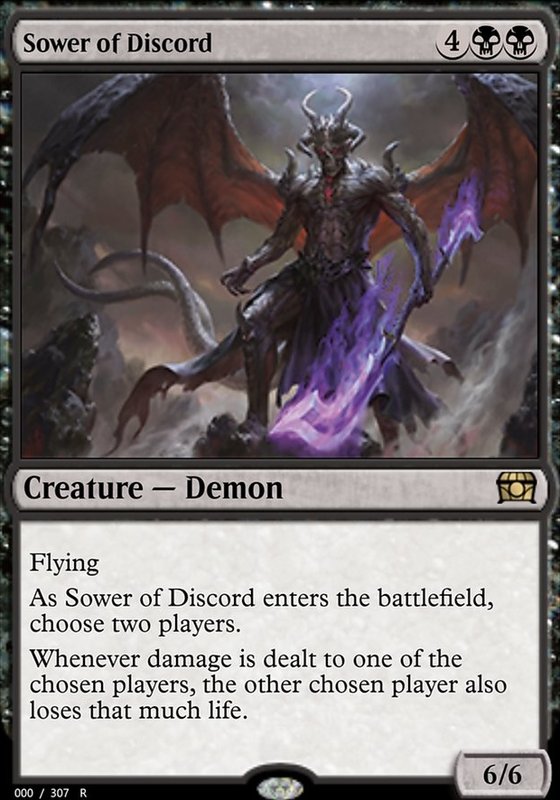 Sower of Discord 4
Creature — Demon
Flying
As Sower of Discord enters the battlefield,
choose two players.
Whenever damage is dealt to one of the
chosen players, the other chosen player also
loses that much life.
6/6
000 / 307 R